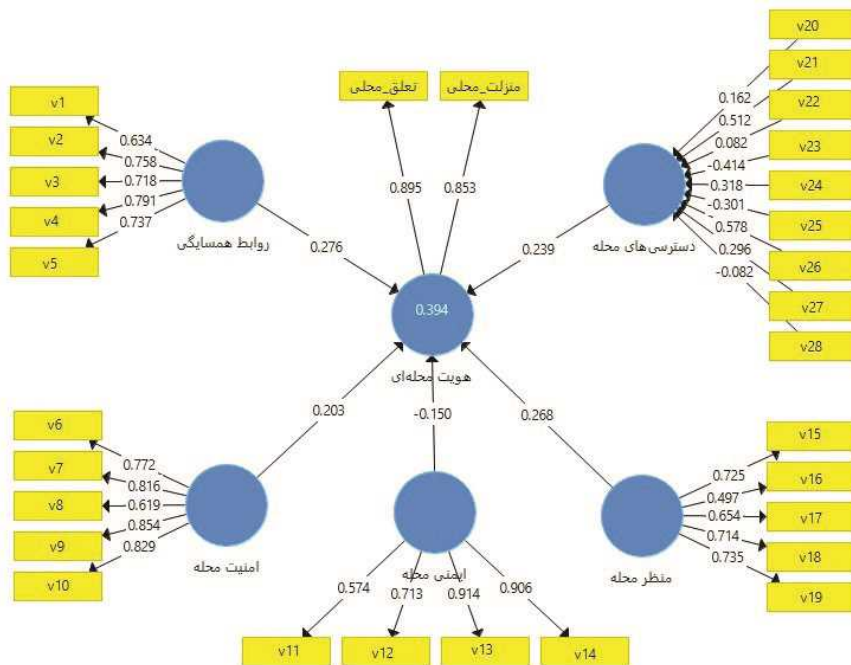 v1
v2
v3
v4
v5
0.634
0.758
0.718
0.791
0.737
روابط همسایگی
0.276
تعلق_محلی
منزلت_محلی
0.895
0.853
0.394
هویت محله‌ای
v20
v21
v22
v23
v24
v25
v26
v27
v28
0.162
0.512
0.082
-0.414
0.318
-0.301
0.578
0.296
-0.082
دسترسی‌های محله
0.239
v6
v7
v8
v9
v10
0.772
0.816
0.619
0.854
0.829
امنیت محله
0.203
-0.150
ایمنی محله
0.574
0.713
0.914
0.906
v11
v12
v13
v14
0.268
منظر محله
0.725
0.497
0.654
0.714
0.735
v15
v16
v17
v18
v19